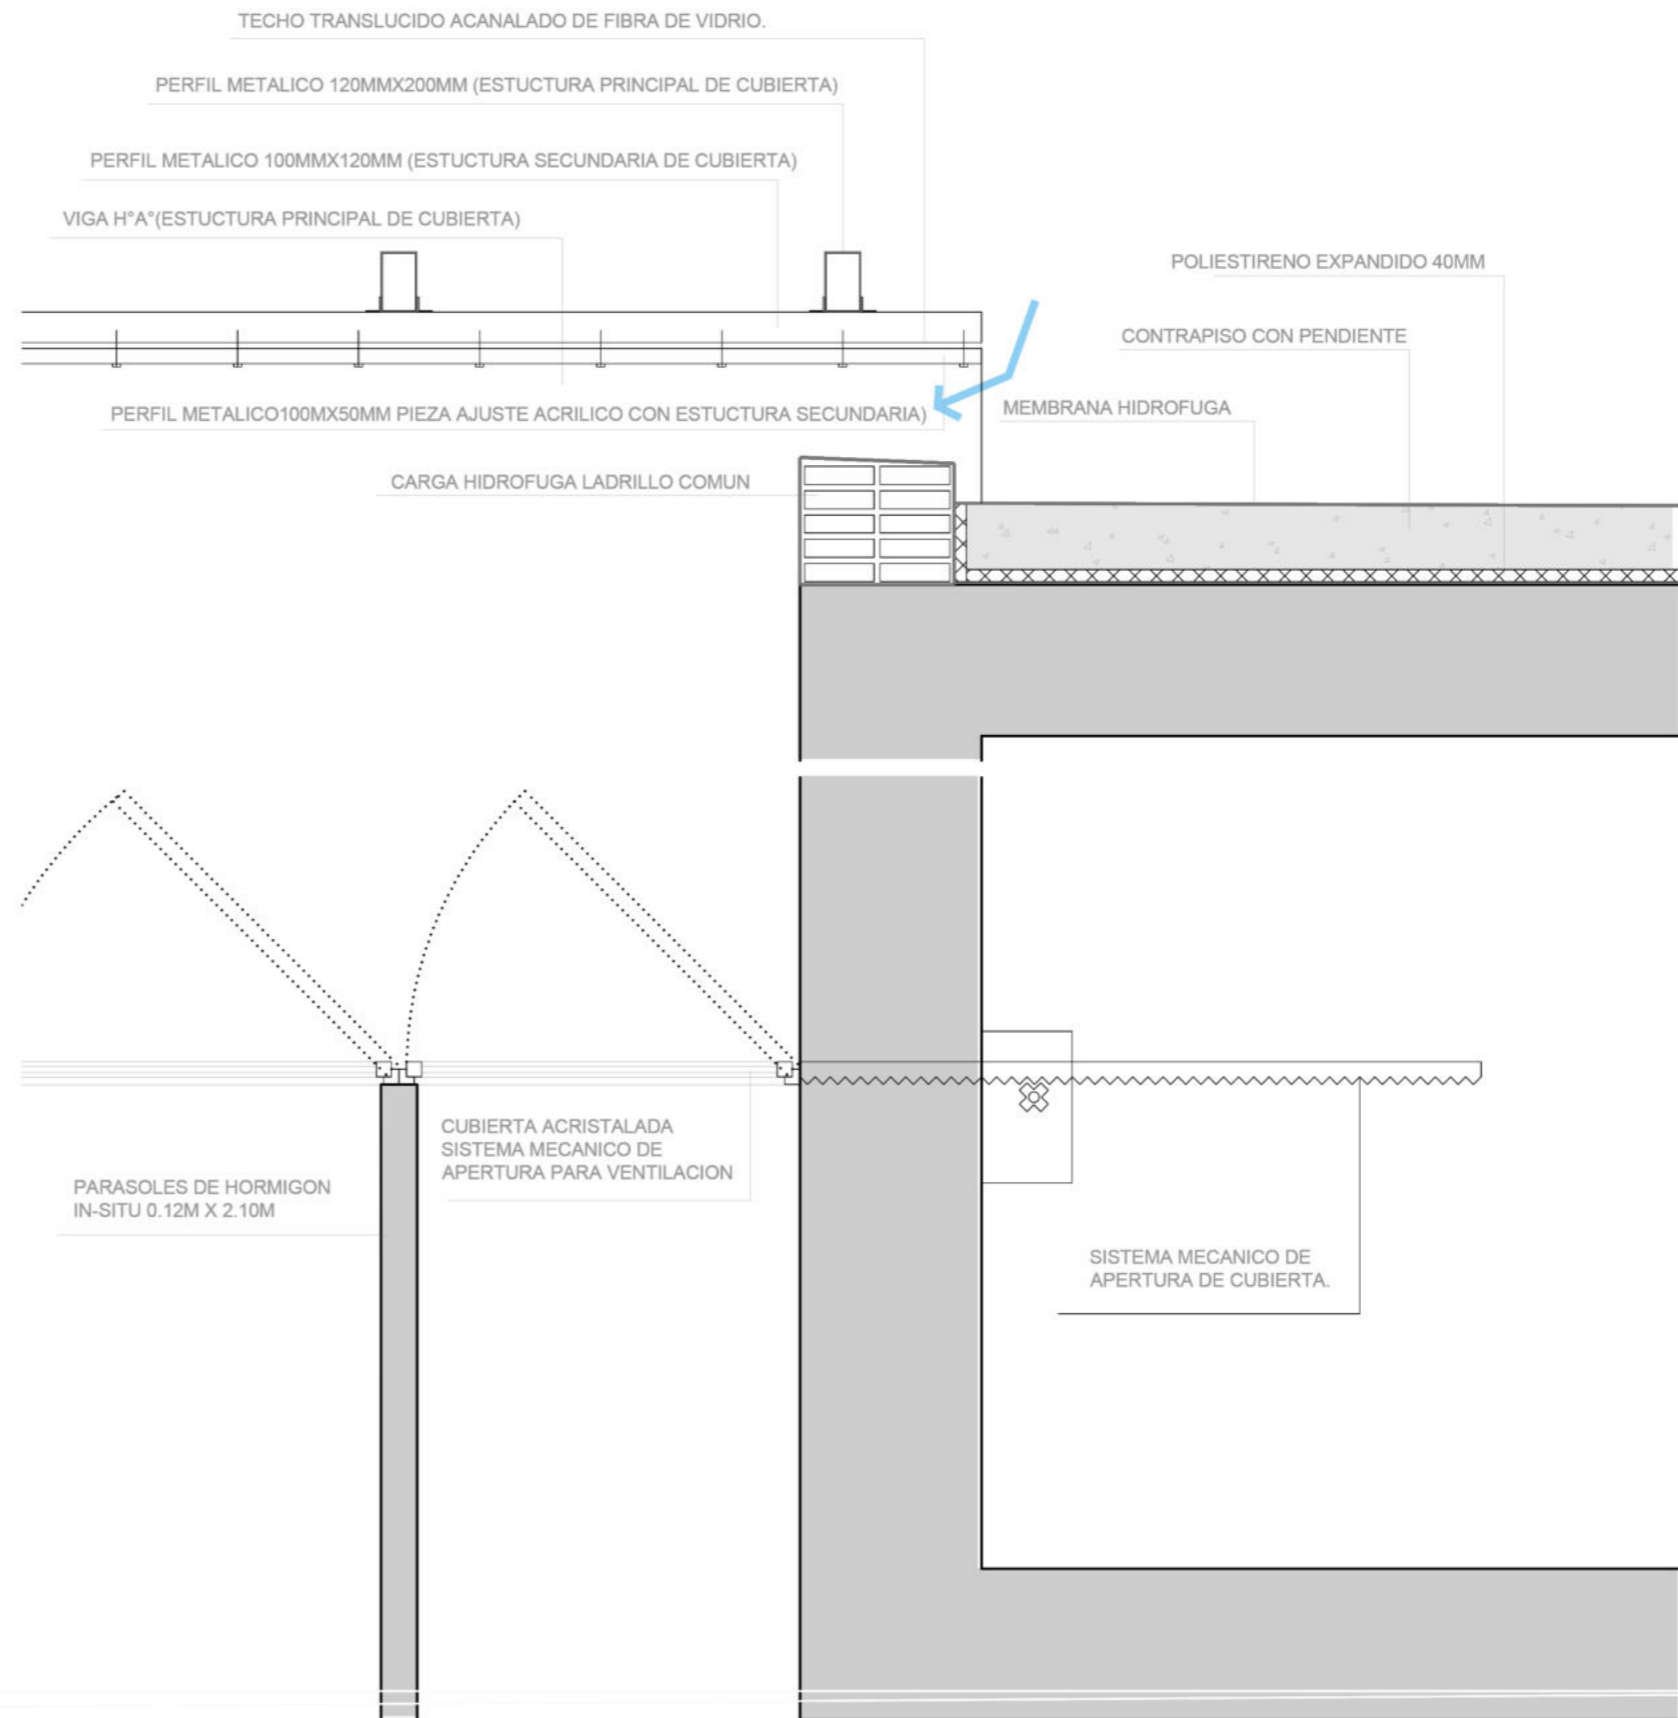 TECHO TRANSLUCIDO ACANALADO DE FIBRA DE VIDRIO.
PERFIL METALICO 120MMX200MM (ESTUCTURA PRINCIPAL DE CUBIERTA)
PERFIL METALICO 100MMX120MM (ESTUCTURA SECUNDARIA DE CUBIERTA)
VIGA H°A°(ESTUCTURA PRINCIPAL DE CUBIERTA)
POLIESTIRENO EXPANDIDO 40MM
CONTRAPISO CON PENDIENTE
PERFIL METALICO100MX50MM PIEZA AJUSTE ACRILICO CON ESTUCTURA SECUNDARIA)
MEMBRANA HIDROFUGA
CARGA HIDROFUGA LADRILLO COMUN
CUBIERTA ACRISTALADA
SISTEMA MECANICO DE
APERTURA PARA VENTILACION
PARASOLES DE HORMIGON
IN-SITU 0.12M X 2.10M
SISTEMA MECANICO DE
APERTURA DE CUBIERTA.